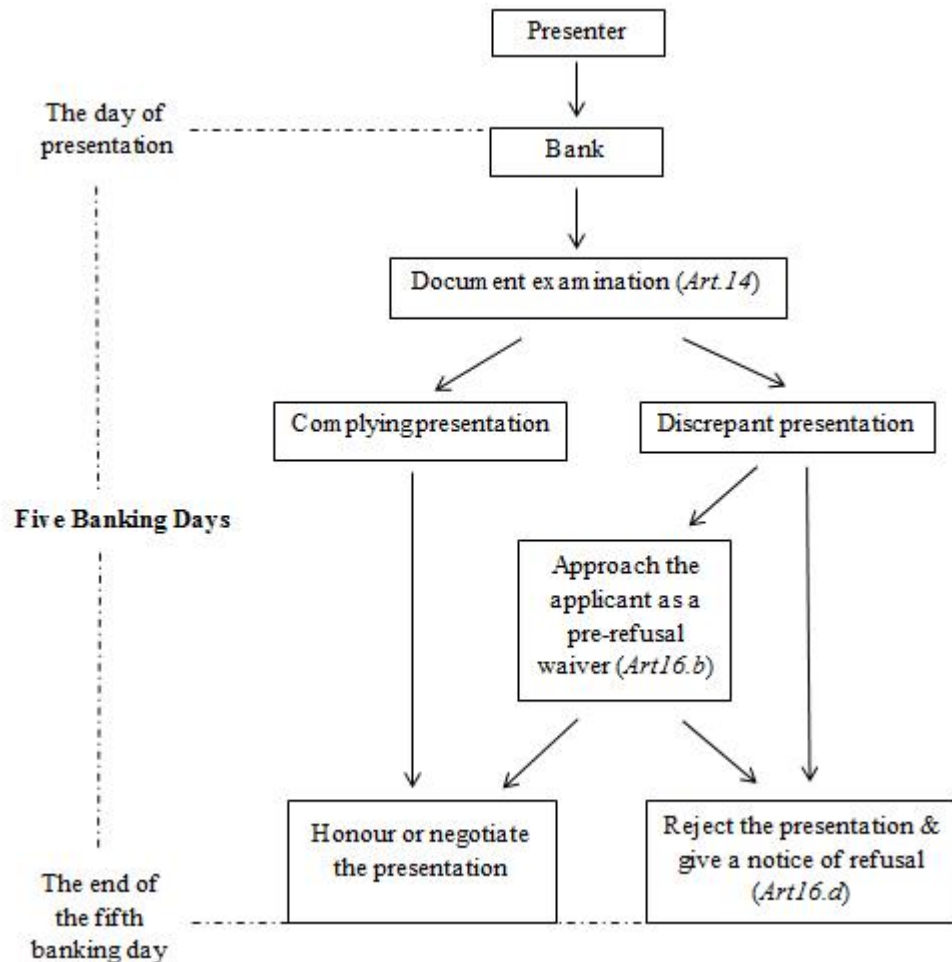 Presenter
The day of
presentation
Bank
Document examination (Art.14)
Complying presentation
Discrepant presentation
Five Banking Days
Approach the
applicant as a
pre-refusal
waiver (Art16.b)
Honour or negotiate
the presentation
Reject the presentation &
give a notice of refusal
(Art16.d)
The end of
the fifth
banking day